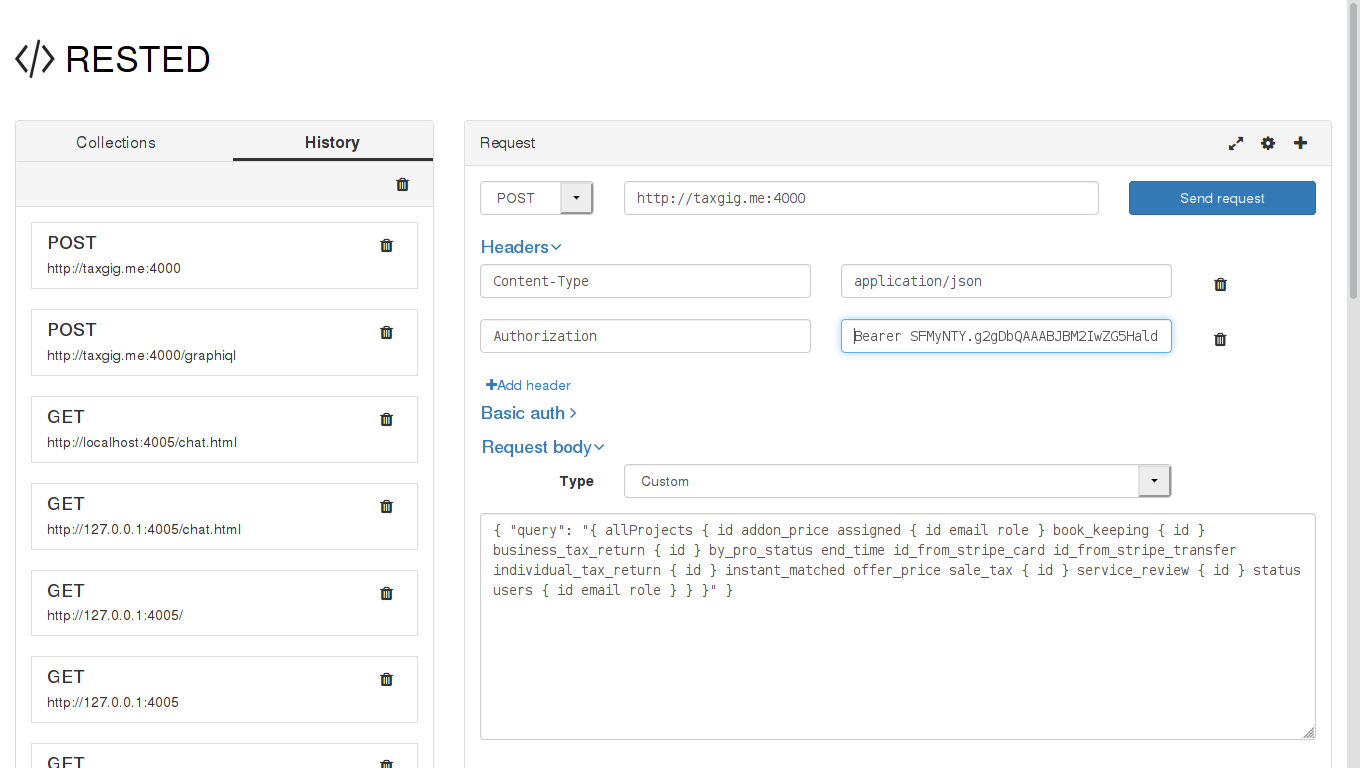 </> RESTED
Collections
History
POST
http://taxgig.me:4000
POST
http://taxgig.me:4000/graphiql
GET
http://localhost:4005/chat.html
GET
http://127.0.0.1:4005/chat.html
GET
http://127.0.0.1:4005/
GET
http://127.0.0.1:4005
GET
Request
POST
http://taxgig.me:4000
Send request
Headers
Content-Type
application/json
Authorization
Bearer SFMyNTY.g2gDbQAAABJBM2IwZG5Hald
Add header
Basic auth
Request body
Type
Custom
{ "query": "{ allProjects { id addon_price assigned { id email role } book_keeping { id }
business_tax_return { id } by_pro_status end_time id_from_stripe_card id_from_stripe_transfer
individual_tax_return { id } instant_matched offer_price sale_tax { id } service_review { id } status
users { id email role } } }" }